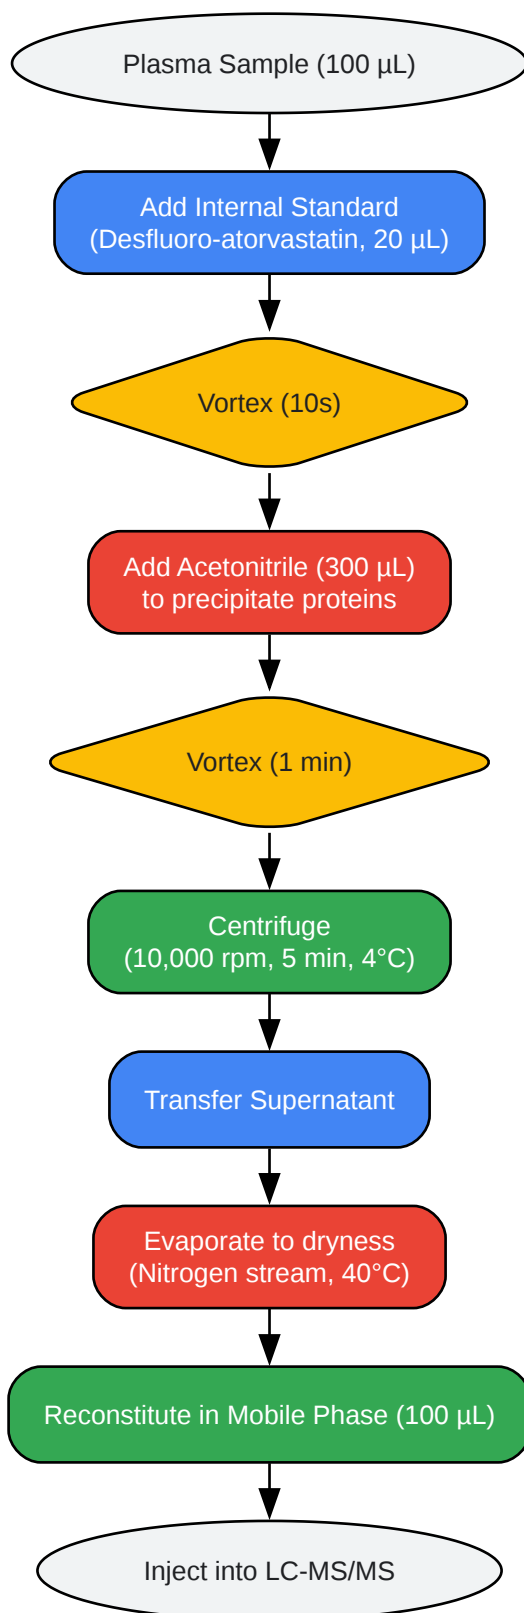 Plasma Sample (100 µL)
Add Internal Standard
(Desfluoro-atorvastatin, 20 µL)
Vortex (10s)
Add Acetonitrile (300 µL)
to precipitate proteins
Vortex (1 min)
Centrifuge
(10,000 rpm, 5 min, 4°C)
Transfer Supernatant
Evaporate to dryness
(Nitrogen stream, 40°C)
Reconstitute in Mobile Phase (100 µL)
Inject into LC-MS/MS